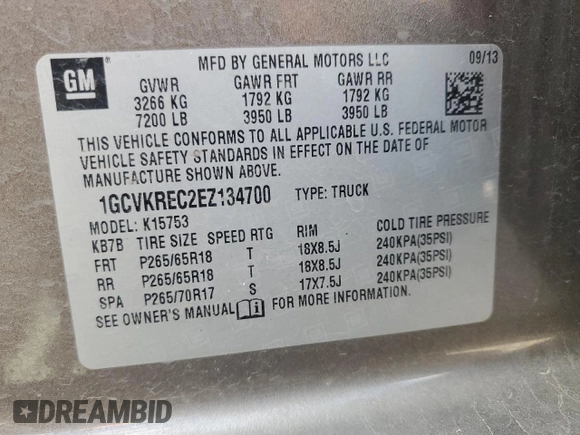 GM ® MFD BY GENERAL MOTORS LLC 09/13
GVWR GAWR FRT GAWR RR
3266 KG 1792 KG 1792 KG
7200 LB 3950 LB 3950 LB
THIS VEHICLE CONFORMS TO ALL APPLICABLE U.S. FEDERAL MOTOR
VEHICLE SAFETY STANDARDS IN EFFECT ON THE DATE OF
MANUFACTURE SHOWN ABOVE.
1GCVKREC2EZ134700 TYPE: TRUCK
MODEL: K15753
KB7B TIRE SIZE SPEED RTG RIM COLD TIRE PRESSURE
FRT P265/65R18 T 18X8.5J 240KPA(35PSI)
RR P265/65R18 T 18X8.5J 240KPA(35PSI)
SPA P265/70R17 S 17X7.5J 240KPA(35PSI)
SEE OWNER'S MANUAL FOR MORE INFORMATION.
DREAMBID